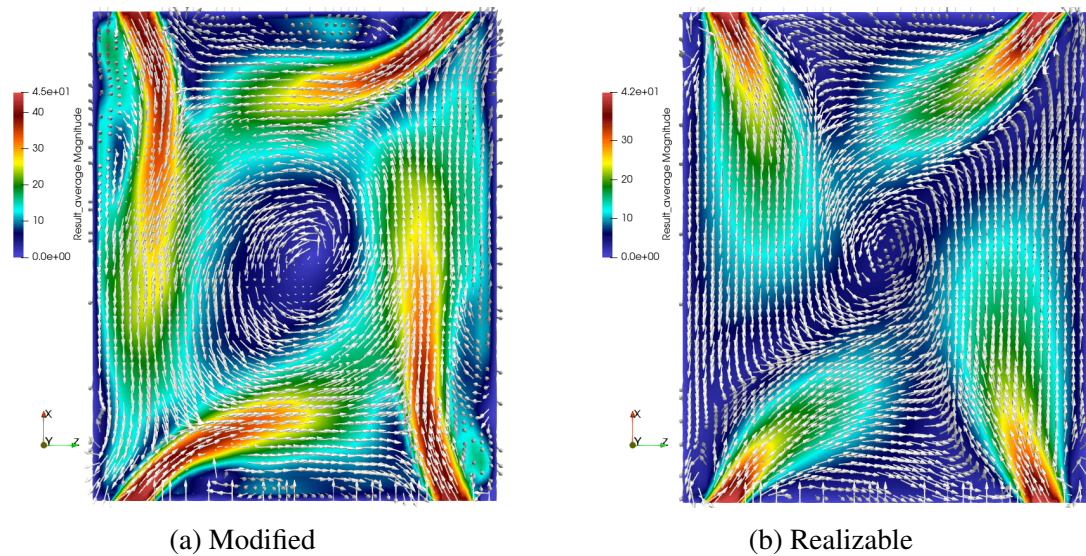 4.5e+01
40
30
20
10
0.0e+00
Result_average Magnitude
X
Y
Z
(a) Modified
4.2e+01
40
30
20
10
0.0e+00
Result_average Magnitude
X
Y
Z
(b) Realizable